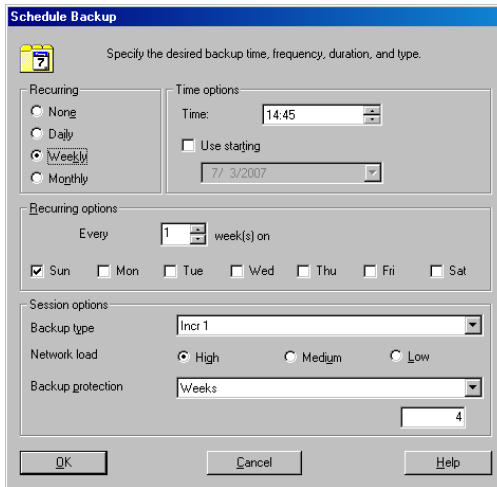 Schedule Backup
Specify the desired backup time, frequency, duration, and type.
7
Recurring
None
Daily
Weekly
Monthly
Time options
Time: 14:45
Use starting
7/ 3/2007
Recurring options
Every 1 week(s) on
Sun Mon Tue Wed Thu Fri Sat
Session options
Backup type Incr 1
Network load High Medium Low
Backup protection Weeks
4
OK Cancel Help